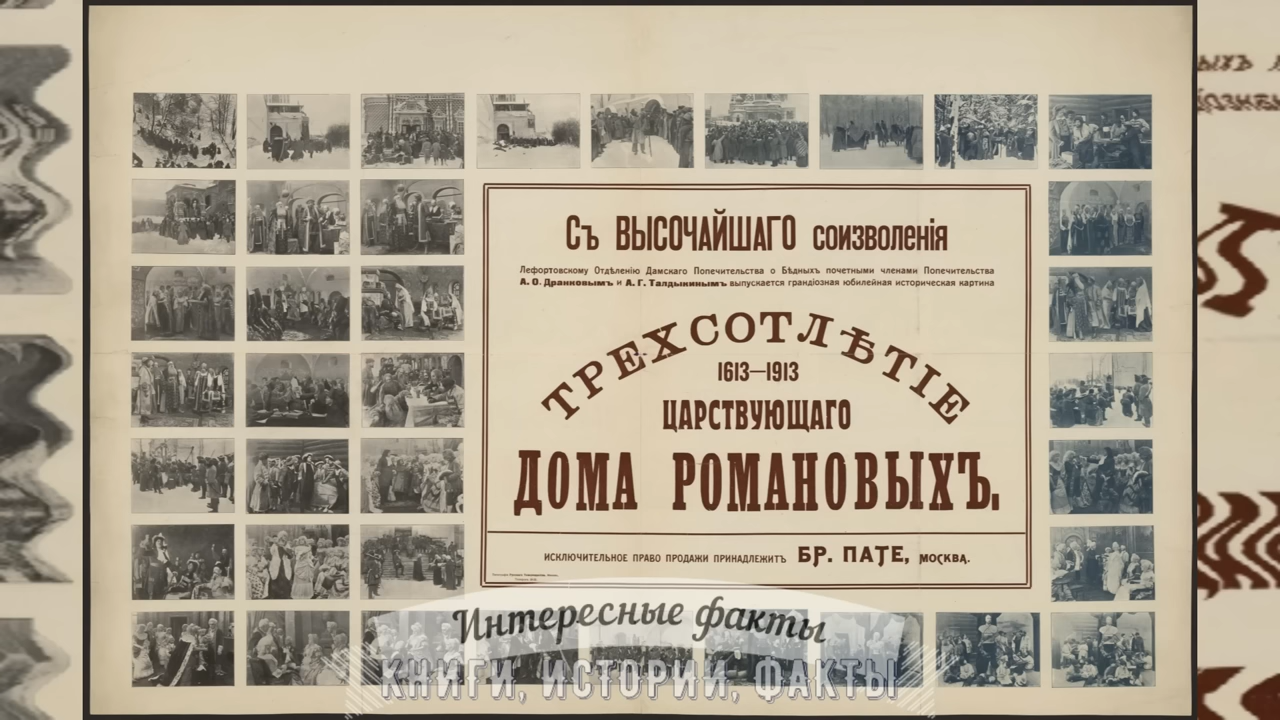 Съ ВЫСОЧАЙШАГО соизволенія
Лефортовскому Отдѣленію Дамскаго Попечительства о Бѣдныхъ почетными членами Попечительства
А. О. Дранковымъ и А. Г. Талдыкинымъ выпускается грандіозная юбилейная историческая картина
ТРЕХСОТЛѢТІЕ
1613—1913
ЦАРСТВУЮЩАГО
ДОМА РОМАНОВЫХЪ.
ИСКЛЮЧИТЕЛЬНОЕ ПРАВО ПРОДАЖИ ПРИНАДЛЕЖИТЪ БР. ПАТЕ, МОСКВА.
Интересные факты
КНИГИ, ИСТОРИИ, ФАКТЫ